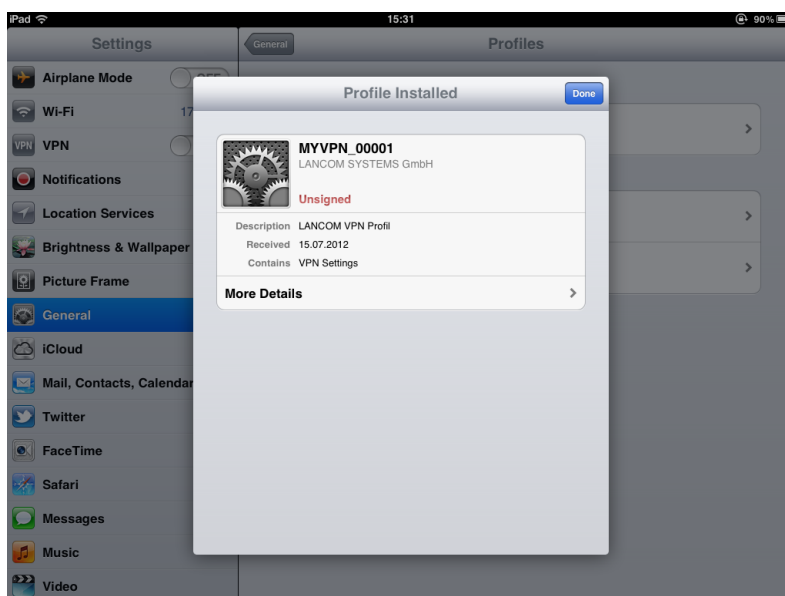 iPad 15:31 90%
Settings
General
Profiles
Airplane Mode OFF
Wi-Fi 17
VPN VPN
Notifications
Location Services
Brightness & Wallpaper
Picture Frame
General
iCloud
Mail, Contacts, Calendar
Twitter
FaceTime
Safari
Messages
Music
Video
Profile Installed
Done
MYVPN_00001
LANCOM SYSTEMS GmbH
Unsigned
Description LANCOM VPN Profil
Received 15.07.2012
Contains VPN Settings
More Details